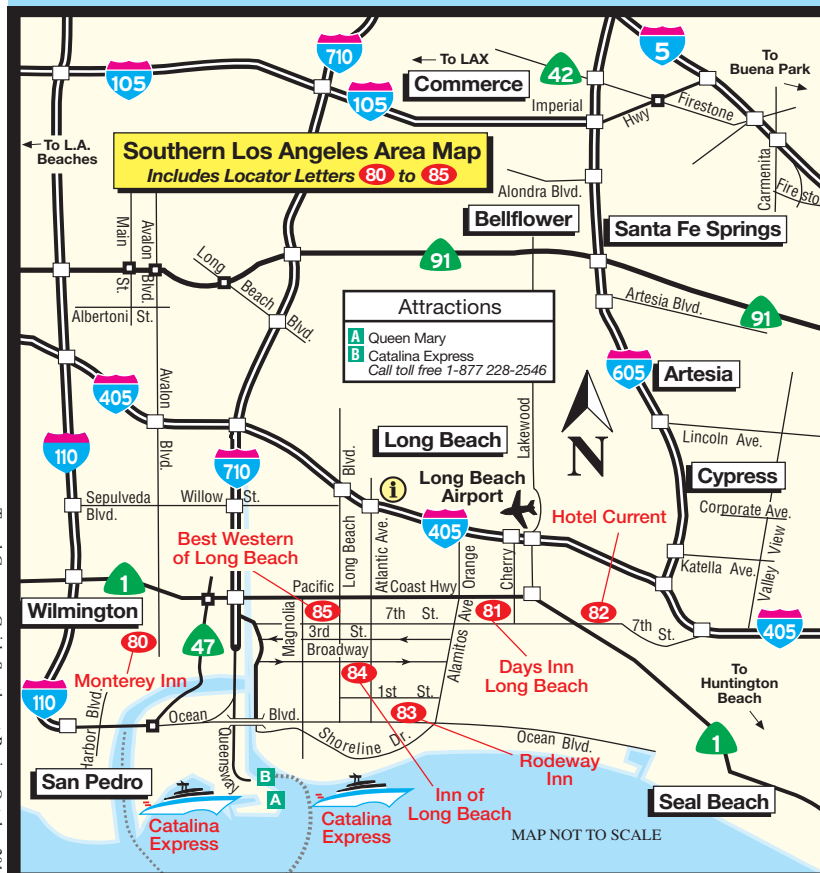 To LAX
5
710
105
42
Commerce
To
Buena Park
105
Imperial
Hwy
Firestone
To L.A.
Beaches
Southern Los Angeles Area Map
Includes Locator Letters 80 to 85
Carmenita
Firesto
Alondra Blvd.
Bellflower
Santa Fe Springs
Main
St.
Avalon
Blvd.
Long
Beach
Blvd.
91
Albertoni St.
Attractions
A Queen Mary
B Catalina Express
Call toll free 1-877 228-2546
Artesia Blvd.
91
405
605
Artesia
Avalon
Blvd.
Lakewood
N
110
710
Long Beach
Lincoln Ave.
Blvd.
Cypress
i
Long Beach
Airport
Sepulveda
Blvd.
Willow St.
Corporate Ave.
405
Hotel Current
Best Western
of Long Beach
Long Beach
Atlantic Ave.
Orange
Cherry
Valley View
Katella Ave.
1
Pacific
Coast Hwy
Wilmington
85
81
82
Magnolia
7th St.
7th St.
405
80
47
3rd St.
Broadway
Alamitos Ave
Monterey Inn
84
Days Inn
Long Beach
To
Huntington
Beach
110
1st St.
83
Harbor Blvd.
Ocean
Blvd.
Queensway
Shoreline Dr.
Ocean Blvd.
1
Rodeway
Inn
San Pedro
B
A
Inn of
Long Beach
Seal Beach
Catalina
Express
Catalina
Express
MAP NOT TO SCALE